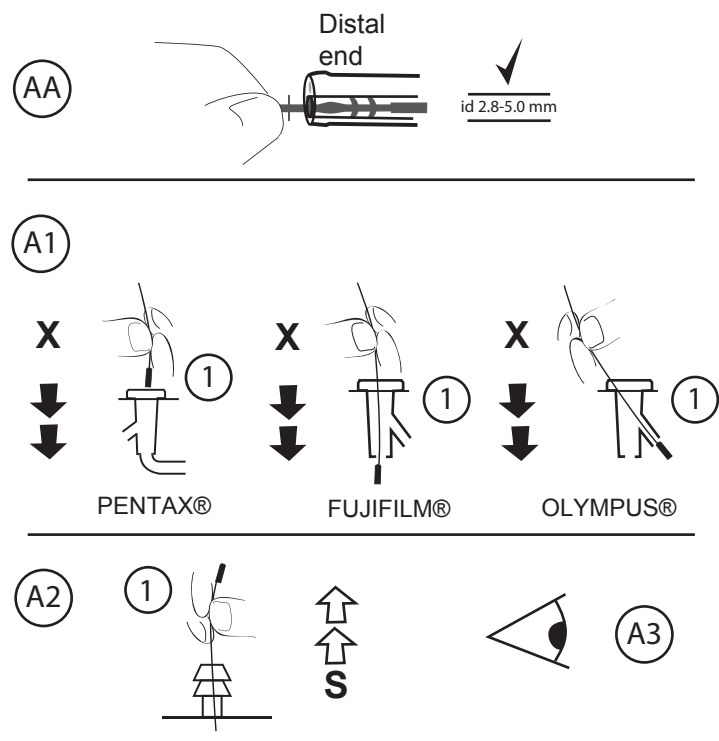 Distal
end
AA
id 2.8-5.0 mm
A1
X
1
X
1
X
1
PENTAX®
FUJIFILM®
OLYMPUS®
A2
1
S
A3